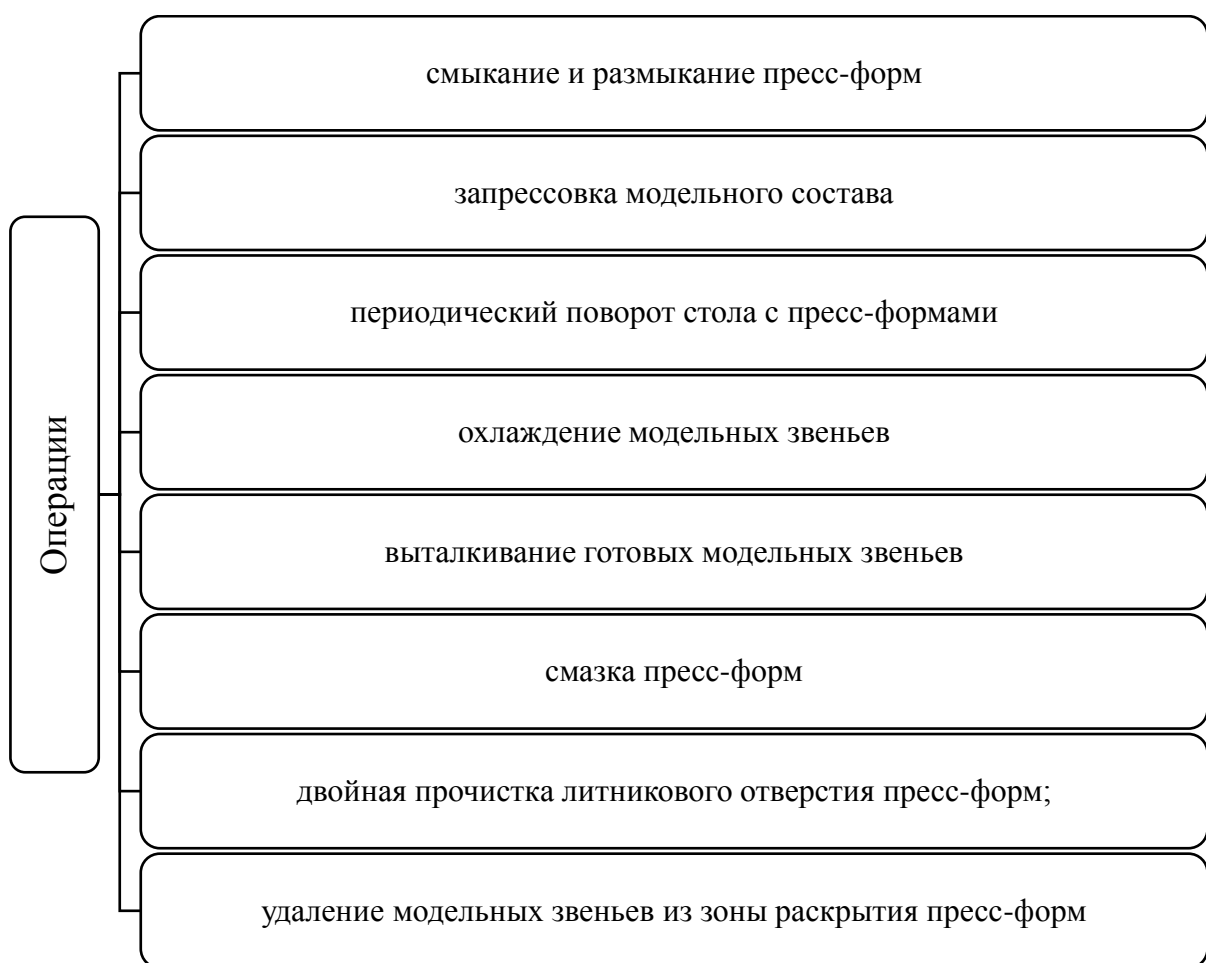 Операции
смыкание и размыкание пресс-форм
запрессовка модельного состава
периодический поворот стола с пресс-формами
охлаждение модельных звеньев
выталкивание готовых модельных звеньев
смазка пресс-форм
двойная прочистка литникового отверстия пресс-форм;
удаление модельных звеньев из зоны раскрытия пресс-форм